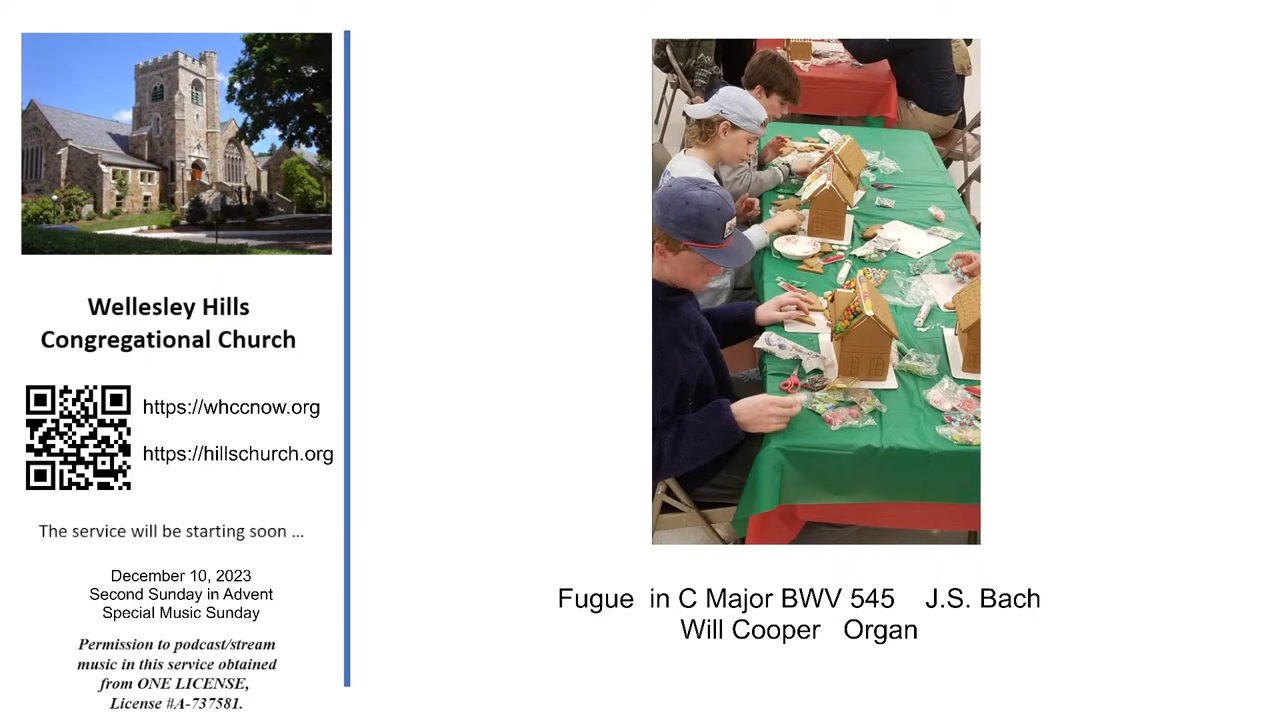 Wellesley Hills
Congregational Church
https://whccnow.org
https://hillschurch.org
The service will be starting soon ...
December 10, 2023
Second Sunday in Advent
Special Music Sunday
Permission to podcast/stream
music in this service obtained
from ONE LICENSE,
License #A-737581.
Fugue in C Major BWV 545 J.S. Bach
Will Cooper Organ